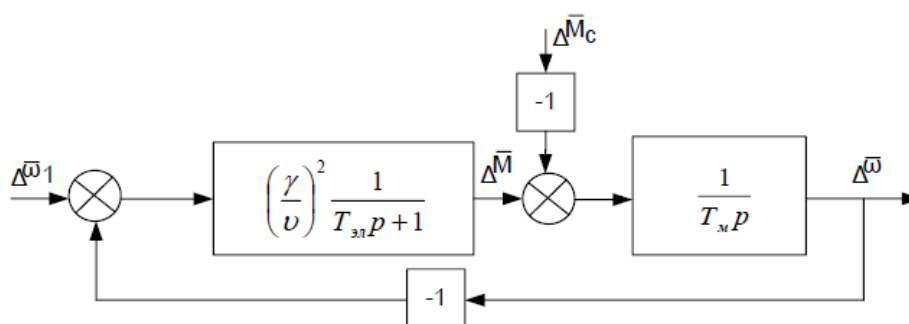 ΔM̅c
-1
Δω̅1
(γ/υ)² 1/(Tэл p + 1)
ΔM̅
1/(Tм p)
Δω̅
-1